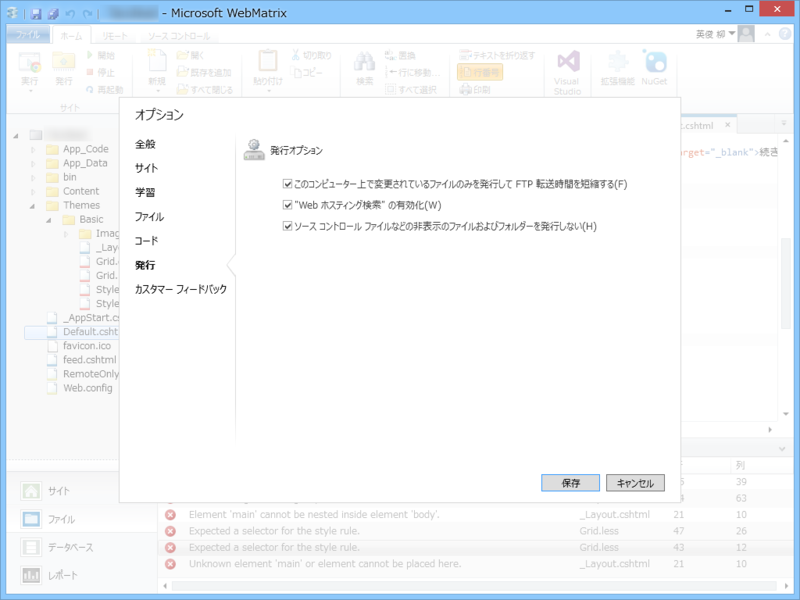 - Microsoft WebMatrix
ファイル
ホーム
リモート
ソース コントロール
英俊 柳
実行
発行
開始
停止
再起動
サイト
新規
開く
既存を追加
すべて閉じる
貼り付け
切り取り
コピー
検索
置換
行に移動...
すべて選択
テキストを折り返す
行番号
印刷
Visual
Studio
拡張機能
NuGet
App_Code
App_Data
bin
Content
Themes
Basic
Imag
_Layo
Grid.
Grid.
Style
Style
_AppStart.cs
Default.csht
favicon.ico
feed.cshtml
RemoteOnly
Web.config
t.cshtml
target="_blank">続き
オプション
全般
サイト
学習
ファイル
コード
発行
カスタマー フィードバック
発行オプション
このコンピューター上で変更されているファイルのみを発行して FTP 転送時間を短縮する(F)
"Web ホスティング検索" の有効化(W)
ソース コントロール ファイルなどの非表示のファイルおよびフォルダーを発行しない(H)
保存
キャンセル
サイト
ファイル
データベース
レポート
列
39
63
Element 'main' cannot be nested inside element 'body'. _Layout.cshtml 21 10
Expected a selector for the style rule. Grid.less 47 26
Expected a selector for the style rule. Grid.less 43 12
Unknown element 'main' or element cannot be placed here. _Layout.cshtml 21 10